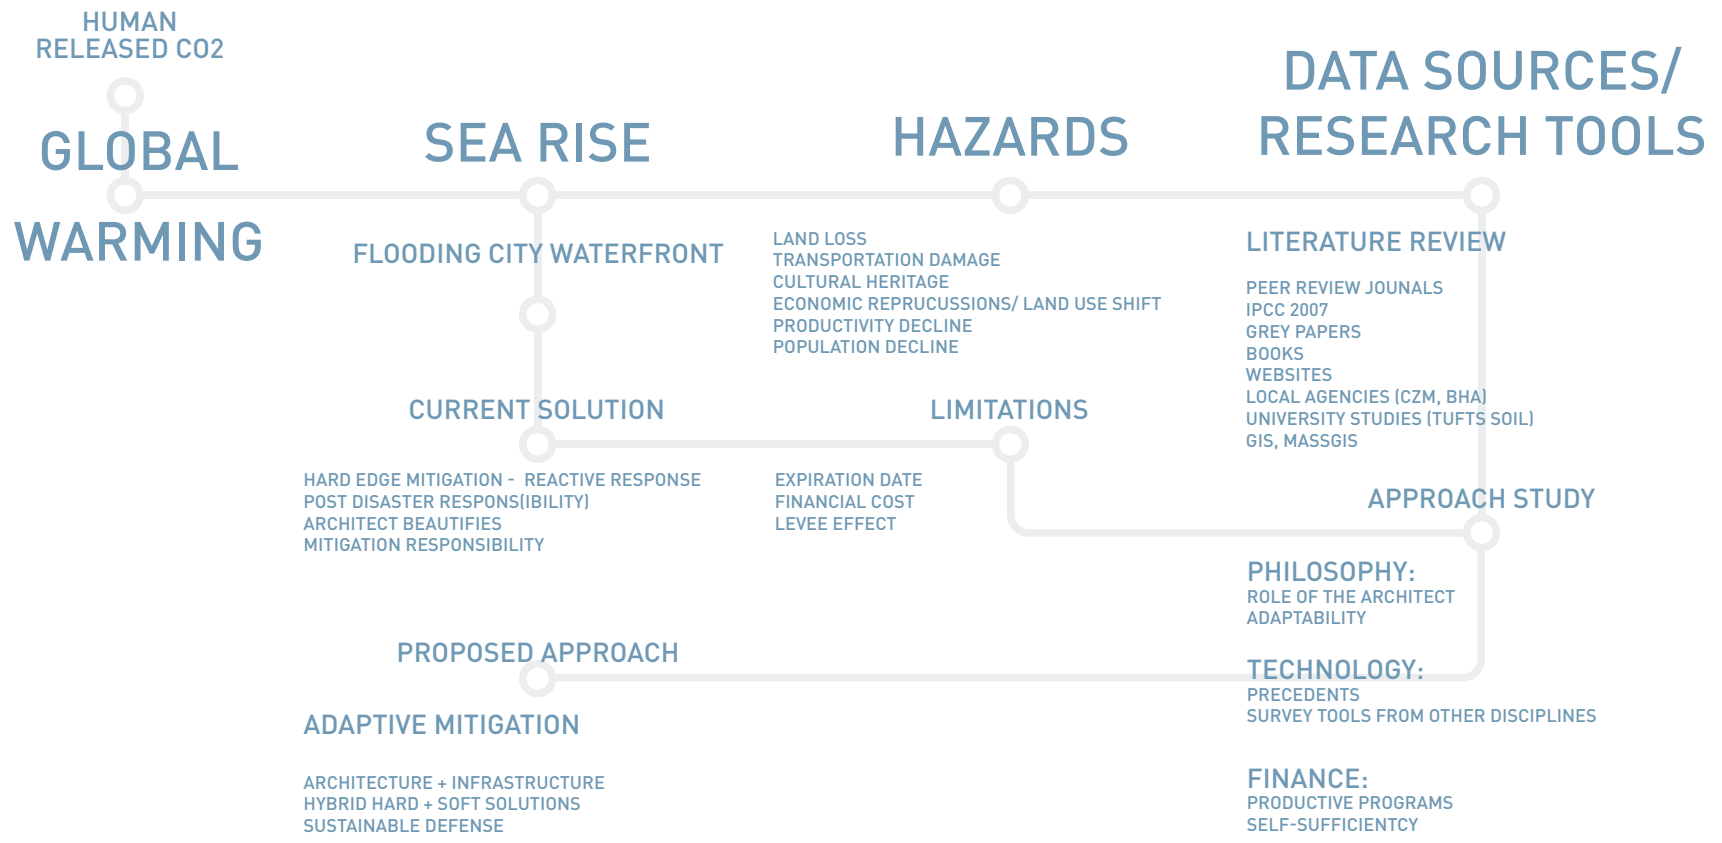 HUMAN
RELEASED CO2
GLOBAL
WARMING
SEA RISE
FLOODING CITY WATERFRONT
CURRENT SOLUTION
HARD EDGE MITIGATION - REACTIVE RESPONSE
POST DISASTER RESPONS(IBILITY)
ARCHITECT BEAUTIFIES
MITIGATION RESPONSIBILITY
HAZARDS
LAND LOSS
TRANSPORTATION DAMAGE
CULTURAL HERITAGE
ECONOMIC REPRUCUSSIONS/ LAND USE SHIFT
PRODUCTIVITY DECLINE
POPULATION DECLINE
LIMITATIONS
EXPIRATION DATE
FINANCIAL COST
LEVEE EFFECT
DATA SOURCES/
RESEARCH TOOLS
LITERATURE REVIEW
PEER REVIEW JOUNALS
IPCC 2007
GREY PAPERS
BOOKS
WEBSITES
LOCAL AGENCIES (CZM, BHA)
UNIVERSITY STUDIES (TUFTS SOIL)
GIS, MASSGIS
APPROACH STUDY
PHILOSOPHY:
ROLE OF THE ARCHITECT
ADAPTABILITY
TECHNOLOGY:
PRECEDENTS
SURVEY TOOLS FROM OTHER DISCIPLINES
FINANCE:
PRODUCTIVE PROGRAMS
SELF-SUFFICIENTCY
PROPOSED APPROACH
ADAPTIVE MITIGATION
ARCHITECTURE + INFRASTRUCTURE
HYBRID HARD + SOFT SOLUTIONS
SUSTAINABLE DEFENSE